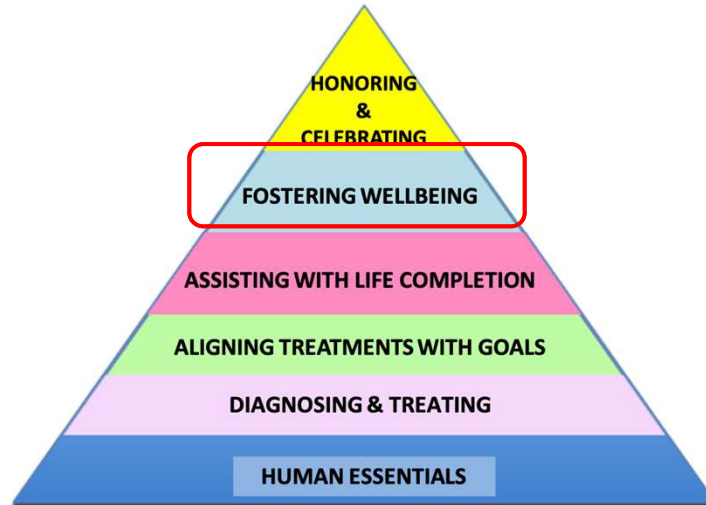 HONORING
&
CELEBRATING
FOSTERING WELLBEING
ASSISTING WITH LIFE COMPLETION
ALIGNING TREATMENTS WITH GOALS
DIAGNOSING & TREATING
HUMAN ESSENTIALS